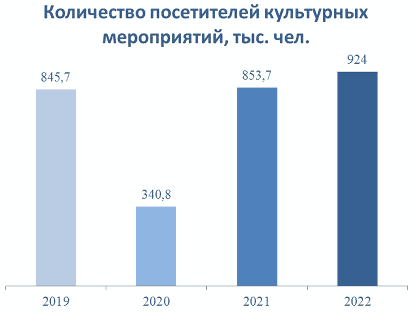 Количество посетителей культурных
мероприятий, тыс. чел.
924
845,7
853,7
340,8
2019 2020 2021 2022